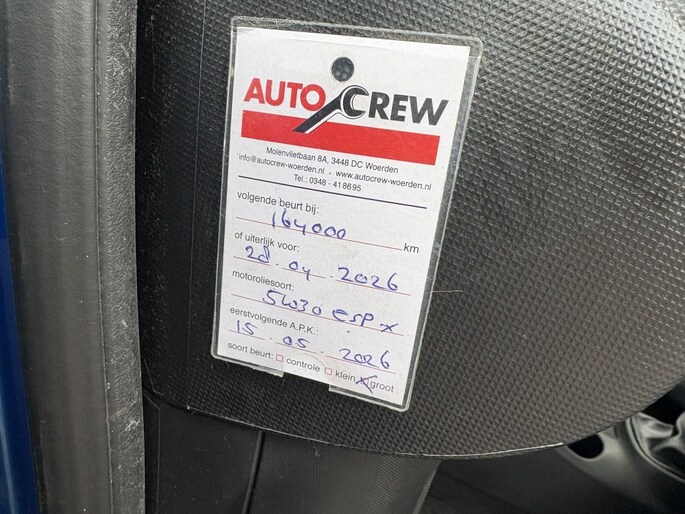 AUTO CREW
Molenvlietbaan 8A, 3448 DC Woerden
info@autocrew-woerden.nl - www.autocrew-woerden.nl
Tel.: 0348 - 418695
volgende beurt bij:
164000 km
of uiterlijk voor:
28.04.2026
motoroliesoort:
5W30 ESP x
eerstvolgende A.P.K.:
15.05.2026
soort beurt: controle klein groot